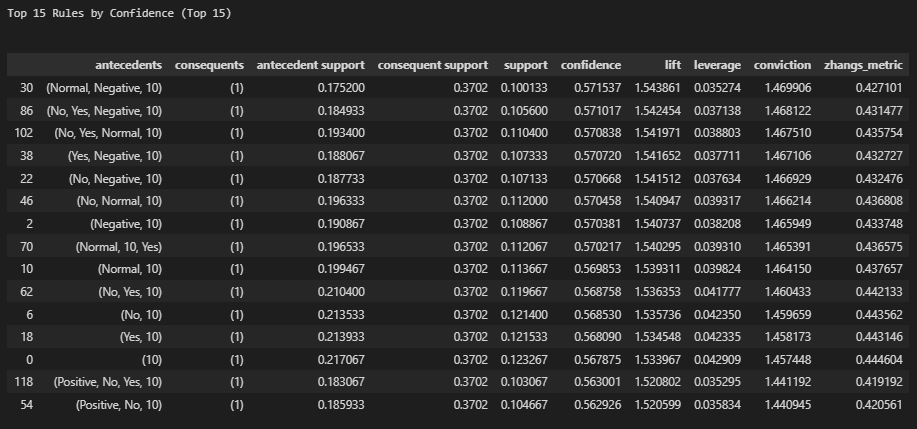 Top 15 Rules by Confidence (Top 15)
antecedents consequents antecedent support consequent support support confidence lift leverage conviction zhangs_metric
30 (Normal, Negative, 10) (1) 0.175200 0.3702 0.100133 0.571537 1.543861 0.035274 1.469906 0.427101
86 (No, Yes, Negative, 10) (1) 0.184933 0.3702 0.105600 0.571017 1.542454 0.037138 1.468122 0.431477
102 (No, Yes, Normal, 10) (1) 0.193400 0.3702 0.110400 0.570838 1.541971 0.038803 1.467510 0.435754
38 (Yes, Negative, 10) (1) 0.188067 0.3702 0.107333 0.570720 1.541652 0.037711 1.467106 0.432727
22 (No, Negative, 10) (1) 0.187733 0.3702 0.107133 0.570668 1.541512 0.037634 1.466929 0.432476
46 (No, Normal, 10) (1) 0.196333 0.3702 0.112000 0.570458 1.540947 0.039317 1.466214 0.436808
2 (Negative, 10) (1) 0.190867 0.3702 0.108867 0.570381 1.540737 0.038208 1.465949 0.433748
70 (Normal, 10, Yes) (1) 0.196533 0.3702 0.112067 0.570217 1.540295 0.039310 1.465391 0.436575
10 (Normal, 10) (1) 0.199467 0.3702 0.113667 0.569853 1.539311 0.039824 1.464150 0.437657
62 (No, Yes, 10) (1) 0.210400 0.3702 0.119667 0.568758 1.536353 0.041777 1.460433 0.442133
6 (No, 10) (1) 0.213533 0.3702 0.121400 0.568530 1.535736 0.042350 1.459659 0.443562
18 (Yes, 10) (1) 0.213933 0.3702 0.121533 0.568090 1.534548 0.042335 1.458173 0.443146
0 (10) (1) 0.217067 0.3702 0.123267 0.567875 1.533967 0.042909 1.457448 0.444604
118 (Positive, No, Yes, 10) (1) 0.183067 0.3702 0.103067 0.563001 1.520802 0.035295 1.441192 0.419192
54 (Positive, No, 10) (1) 0.185933 0.3702 0.104667 0.562926 1.520599 0.035834 1.440945 0.420561